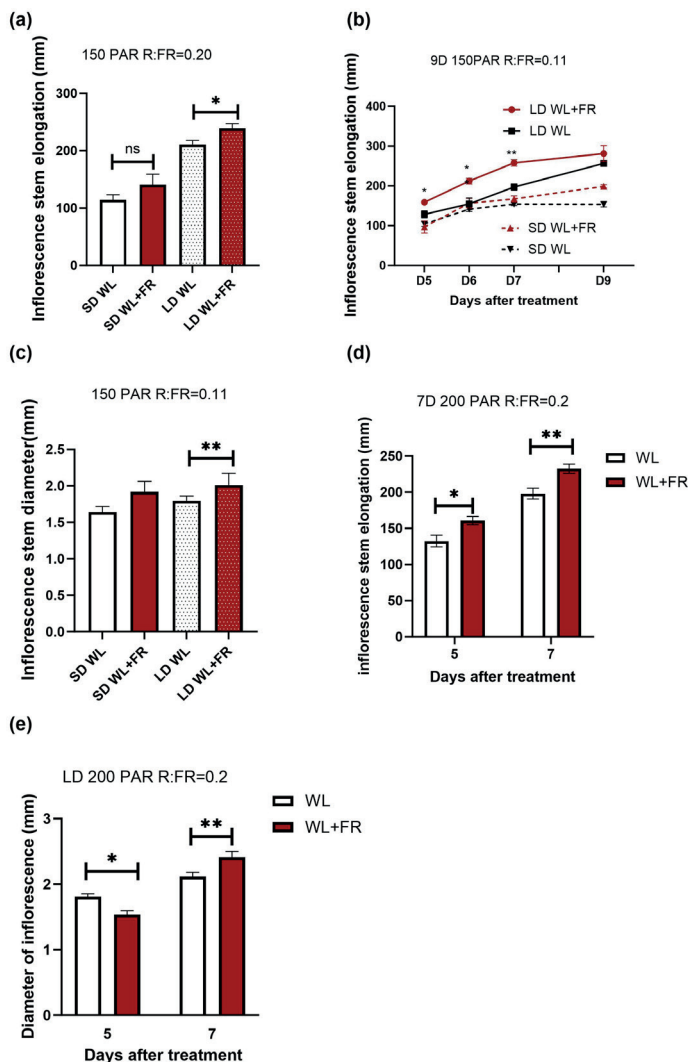 (a)
150 PAR R:FR=0.20
Inflorescence stem elongation (mm)
300
200
100
0
ns
*
SD WL
SD WL+FR
LD WL
LD WL+FR
(b)
9D 150PAR R:FR=0.11
Inflorescence stem elongation (mm)
400
300
200
100
0
*
*
**
LD WL+FR
LD WL
SD WL+FR
SD WL
D5
D6
D7
D9
Days after treatment
(c)
150 PAR R:FR=0.11
Inflorescence stem diameter(mm)
2.5
2.0
1.5
1.0
0.5
0.0
**
SD WL
SD WL+FR
LD WL
LD WL+FR
(d)
7D 200 PAR R:FR=0.2
inflorescence stem elongation (mm)
250
200
150
100
50
0
*
**
WL
WL+FR
5
7
Days after treatment
(e)
LD 200 PAR R:FR=0.2
Diameter of inflorescence (mm)
3
2
1
0
*
**
WL
WL+FR
5
7
Days after treatment